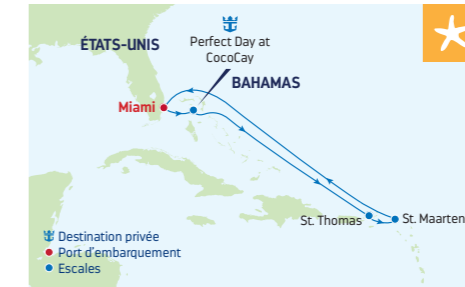 ÉTATS-UNIS
Perfect Day at
CocoCay
BAHAMAS
Miami
St. Thomas
St. Maarten
Destination privée
Port d'embarquement
Escales